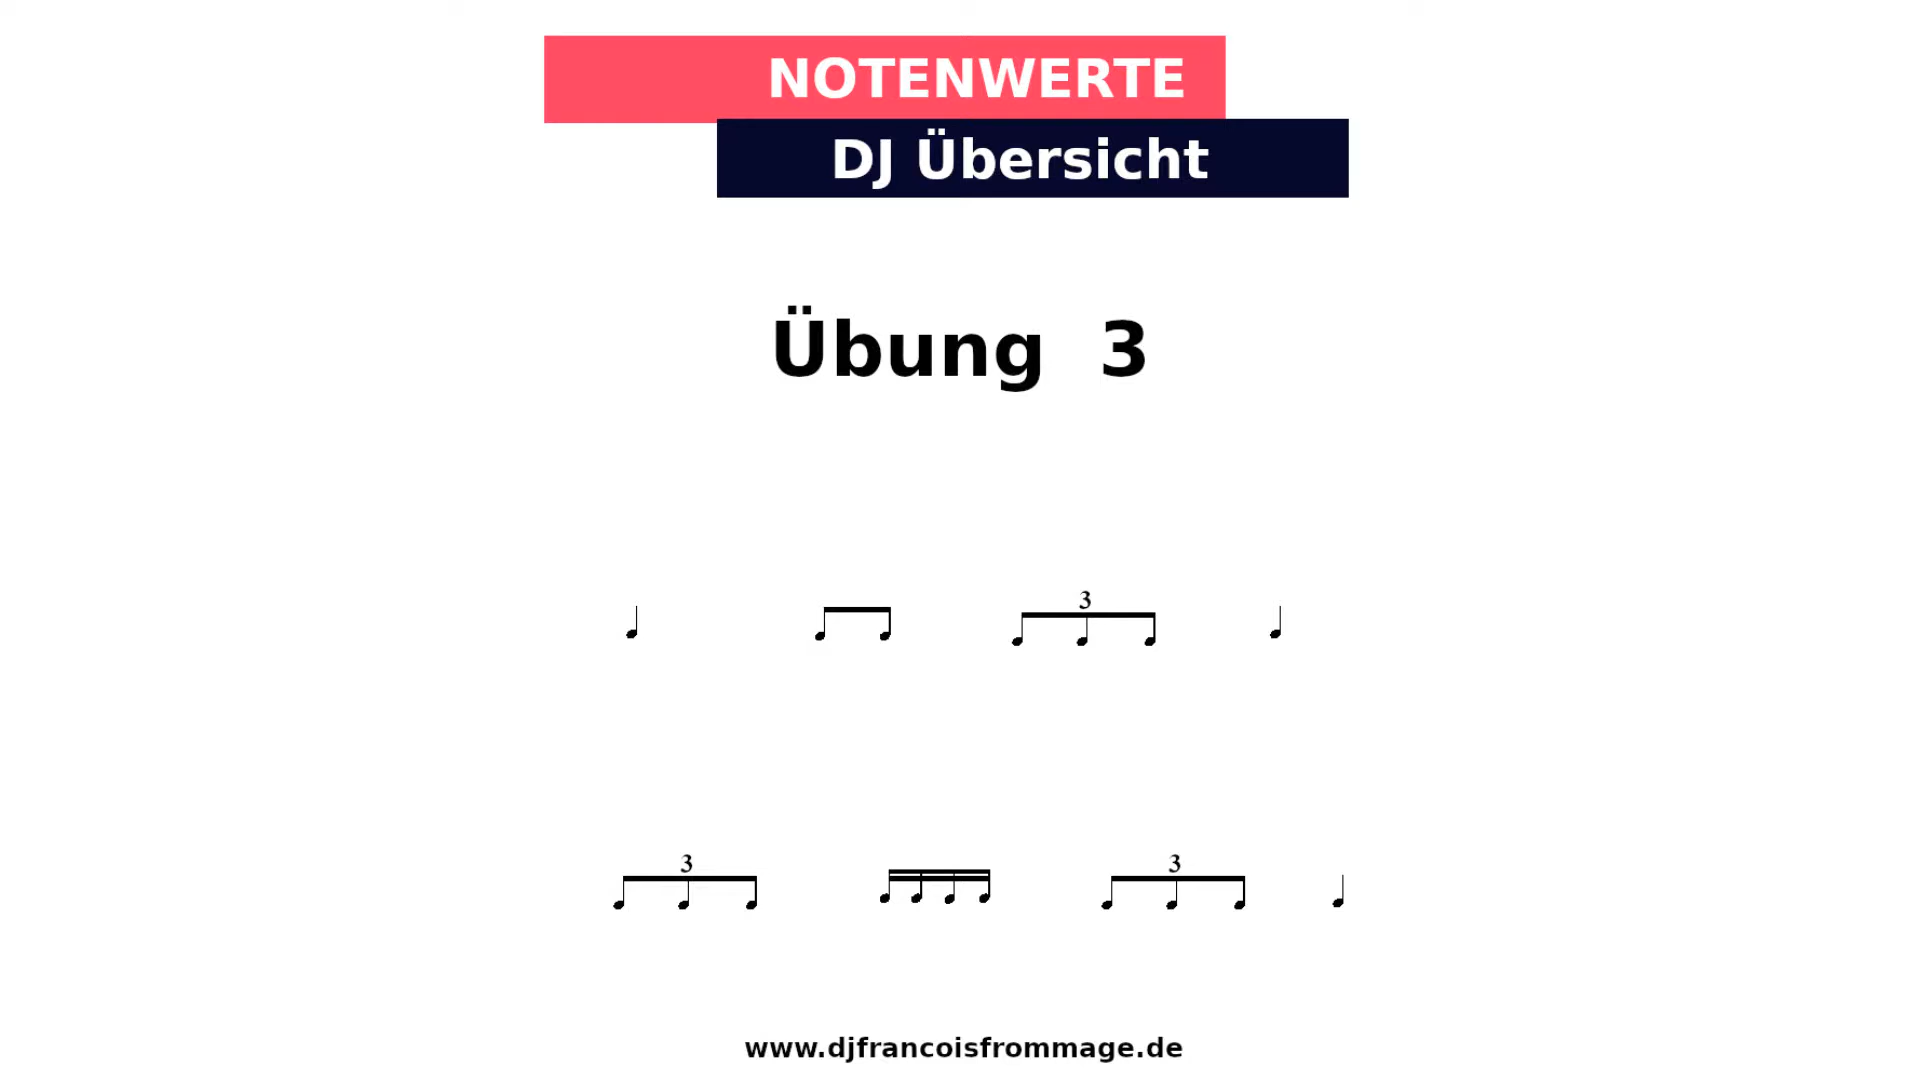 NOTENWERTE
DJ Übersicht
Übung 3
3
3 3
www.djfrancoisfrommage.de